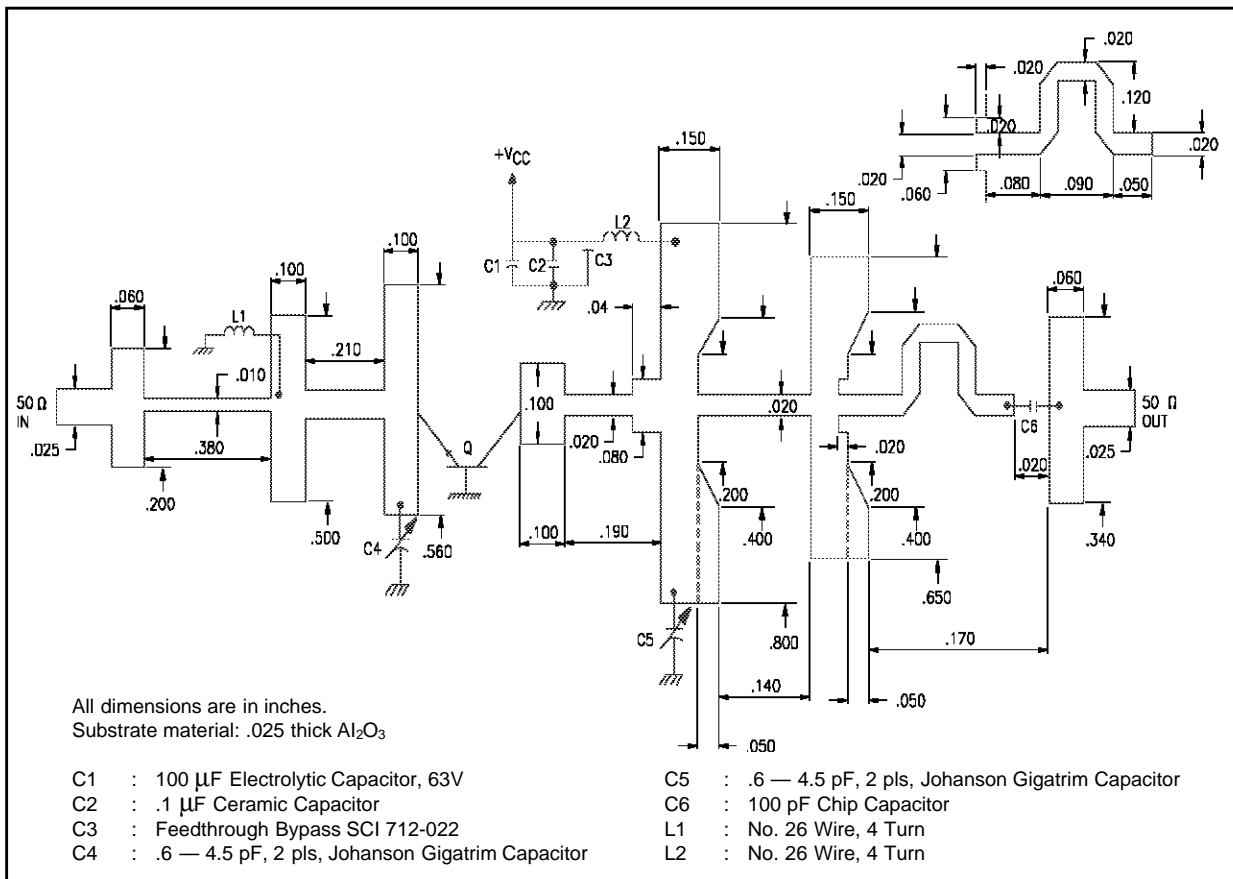 .020
.020
.120
.020
.020
.020
.060
.080
.090
.050
+VCC
L2
C1
C2
C3
.150
.150
.100
.100
.060
L1
.04
.060
.210
.010
50 Ω
IN
.025
.380
.200
.500
.560
C4
Q
.100
.020
.080
.100
.190
.020
.020
.200
.400
.200
.400
C6
.020
50 Ω
OUT
.025
.340
.650
C5
.800
.170
.140
.050
.050
All dimensions are in inches.
Substrate material: .025 thick Al₂O₃
C1 : 100 µF Electrolytic Capacitor, 63V
C2 : .1 µF Ceramic Capacitor
C3 : Feedthrough Bypass SCI 712-022
C4 : .6 — 4.5 pF, 2 pls, Johanson Gigatrim Capacitor
C5 : .6 — 4.5 pF, 2 pls, Johanson Gigatrim Capacitor
C6 : 100 pF Chip Capacitor
L1 : No. 26 Wire, 4 Turn
L2 : No. 26 Wire, 4 Turn